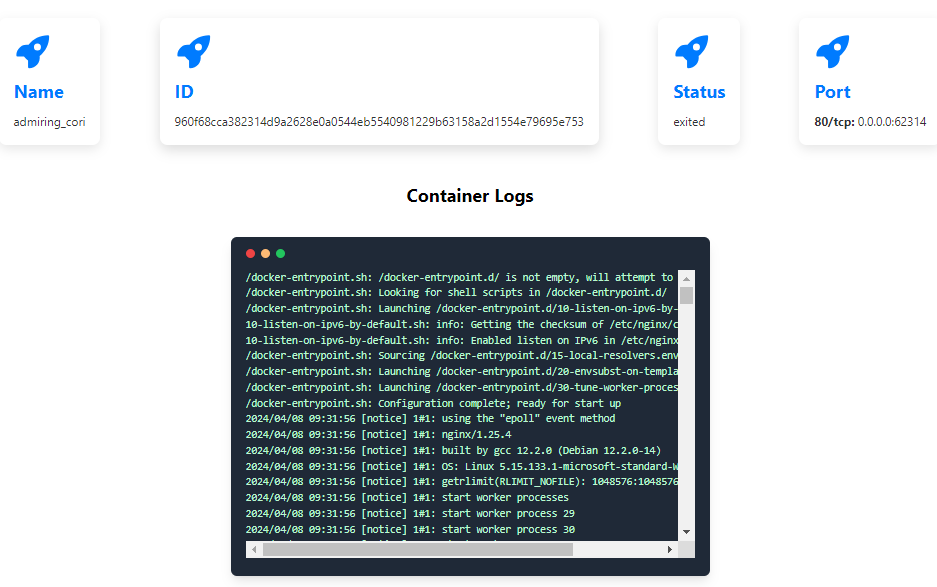 Name
admiring_cori
ID
960f68cca382314d9a2628e0a0544eb5540981229b63158a2d1554e79695e753
Status
exited
Port
80/tcp: 0.0.0.0:62314
Container Logs
/docker-entrypoint.sh: /docker-entrypoint.d/ is not empty, will attempt to
/docker-entrypoint.sh: Looking for shell scripts in /docker-entrypoint.d/
/docker-entrypoint.sh: Launching /docker-entrypoint.d/10-listen-on-ipv6-by-
10-listen-on-ipv6-by-default.sh: info: Getting the checksum of /etc/nginx/c
10-listen-on-ipv6-by-default.sh: info: Enabled listen on IPv6 in /etc/nginx
/docker-entrypoint.sh: Sourcing /docker-entrypoint.d/15-local-resolvers.env
/docker-entrypoint.sh: Launching /docker-entrypoint.d/20-envsubst-on-templa
/docker-entrypoint.sh: Launching /docker-entrypoint.d/30-tune-worker-proces
/docker-entrypoint.sh: Configuration complete; ready for start up
2024/04/08 09:31:56 [notice] 1#1: using the "epoll" event method
2024/04/08 09:31:56 [notice] 1#1: nginx/1.25.4
2024/04/08 09:31:56 [notice] 1#1: built by gcc 12.2.0 (Debian 12.2.0-14)
2024/04/08 09:31:56 [notice] 1#1: OS: Linux 5.15.133.1-microsoft-standard-W
2024/04/08 09:31:56 [notice] 1#1: getrlimit(RLIMIT_NOFILE): 1048576:1048576
2024/04/08 09:31:56 [notice] 1#1: start worker processes
2024/04/08 09:31:56 [notice] 1#1: start worker process 29
2024/04/08 09:31:56 [notice] 1#1: start worker process 30